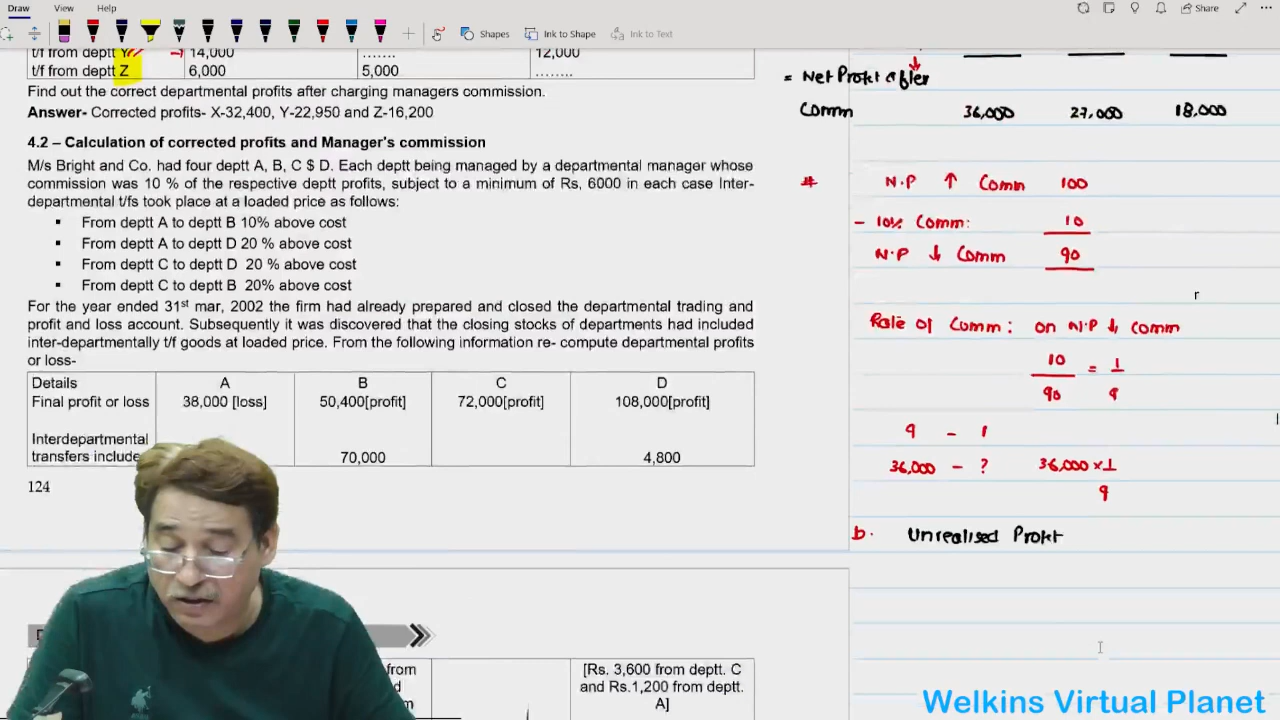 Draw
Share
Shapes
Ink to Shape
Ink to Text
t/f from deptt Y 14,000 ....... 12,000
t/f from deptt Z 6,000 5,000 ........
Find out the correct departmental profits after charging managers commission.
Answer- Corrected profits- X-32,400, Y-22,950 and Z-16,200
4.2 – Calculation of corrected profits and Manager's commission
M/s Bright and Co. had four deptt A, B, C $ D. Each deptt being managed by a departmental manager whose
commission was 10 % of the respective deptt profits, subject to a minimum of Rs, 6000 in each case Inter-
departmental t/fs took place at a loaded price as follows:
▪ From deptt A to deptt B 10% above cost
▪ From deptt A to deptt D 20 % above cost
▪ From deptt C to deptt D 20 % above cost
▪ From deptt C to deptt B 20% above cost
For the year ended 31st mar, 2002 the firm had already prepared and closed the departmental trading and
profit and loss account. Subsequently it was discovered that the closing stocks of departments had included
inter-departmentally t/f goods at loaded price. From the following information re- compute departmental profits
or loss-
Details A B C D
Final profit or loss 38,000 [loss] 50,400[profit] 72,000[profit] 108,000[profit]
Interdepartmental
transfers include 70,000 4,800
124
from
[Rs. 3,600 from deptt. C
and Rs.1,200 from deptt.
A]
= Net Profit after
Comm 36,000 27,000 18,000
# N.P ↑ Comm 100
- 10% Comm: 10
N.P ↓ Comm 90
r
Rate of Comm: on N.P ↓ comm
10/90 = 1/9
9 - 1
36,000 - ? 36,000 × 1/9
b. Unrealised Profit
Welkins Virtual Planet